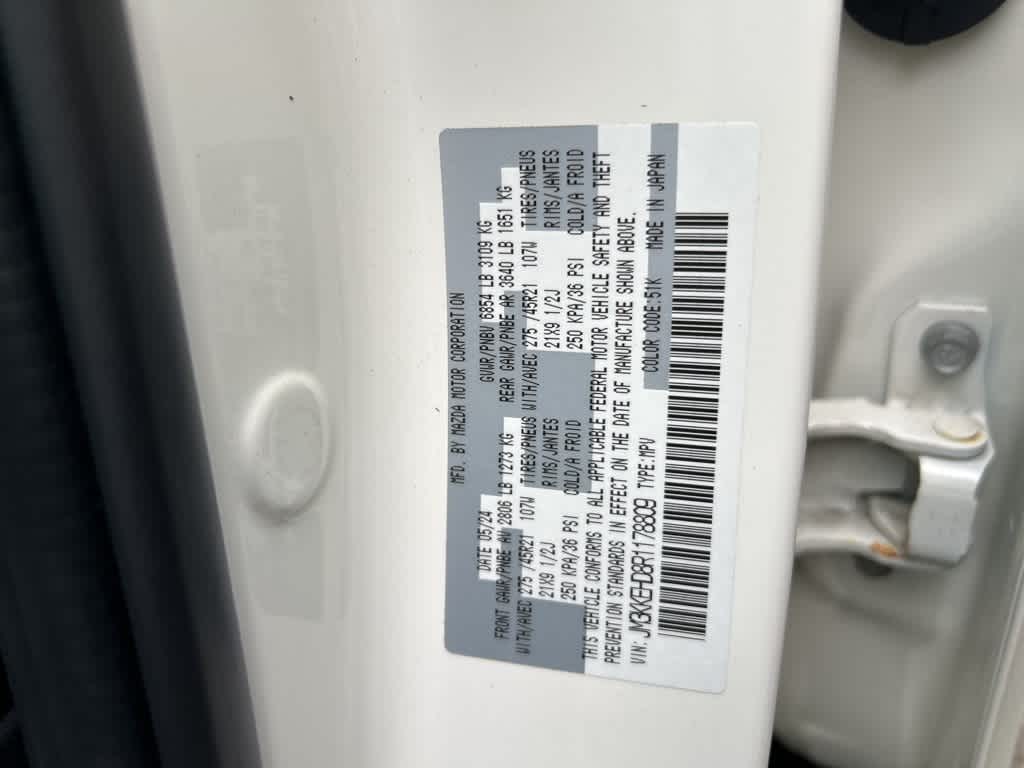 MFD. BY MAZDA MOTOR CORPORATION
DATE 05/24 GVWR/PNBV 6854 LB 3109 KG
FRONT GAWR/PNBE AV 2806 LB 1273 KG REAR GAWR/PNBE AR 3640 LB 1651 KG
WITH/AVEC 275 /45R21 107W TIRES/PNEUS WITH/AVEC 275 /45R21 107W TIRES/PNEUS
21X9 1/2J RIMS/JANTES 21X9 1/2J RIMS/JANTES
250 KPA/36 PSI COLD/A FROID 250 KPA/36 PSI COLD/A FROID
THIS VEHICLE CONFORMS TO ALL APPLICABLE FEDERAL MOTOR VEHICLE SAFETY AND THEFT
PREVENTION STANDARDS IN EFFECT ON THE DATE OF MANUFACTURE SHOWN ABOVE.
VIN: JM3KKEHD8R1178809 TYPE:MPV COLOR CODE:51K MADE IN JAPAN